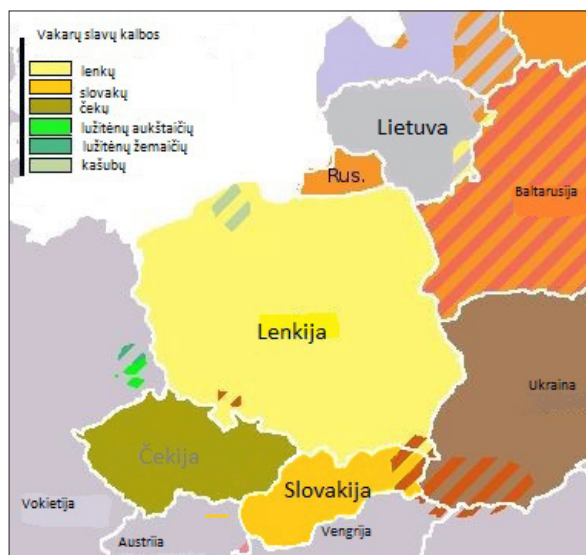 Vakarų slavų kalbos
lenkų
slovakų
čekų
lužitėnų aukštaičių
lužitėnų žemaičių
kašubų
Lietuva
Rus.
Baltarusija
Lenkija
Ukraina
Čekija
Slovakija
Vokietija
Vengrija
Austriia